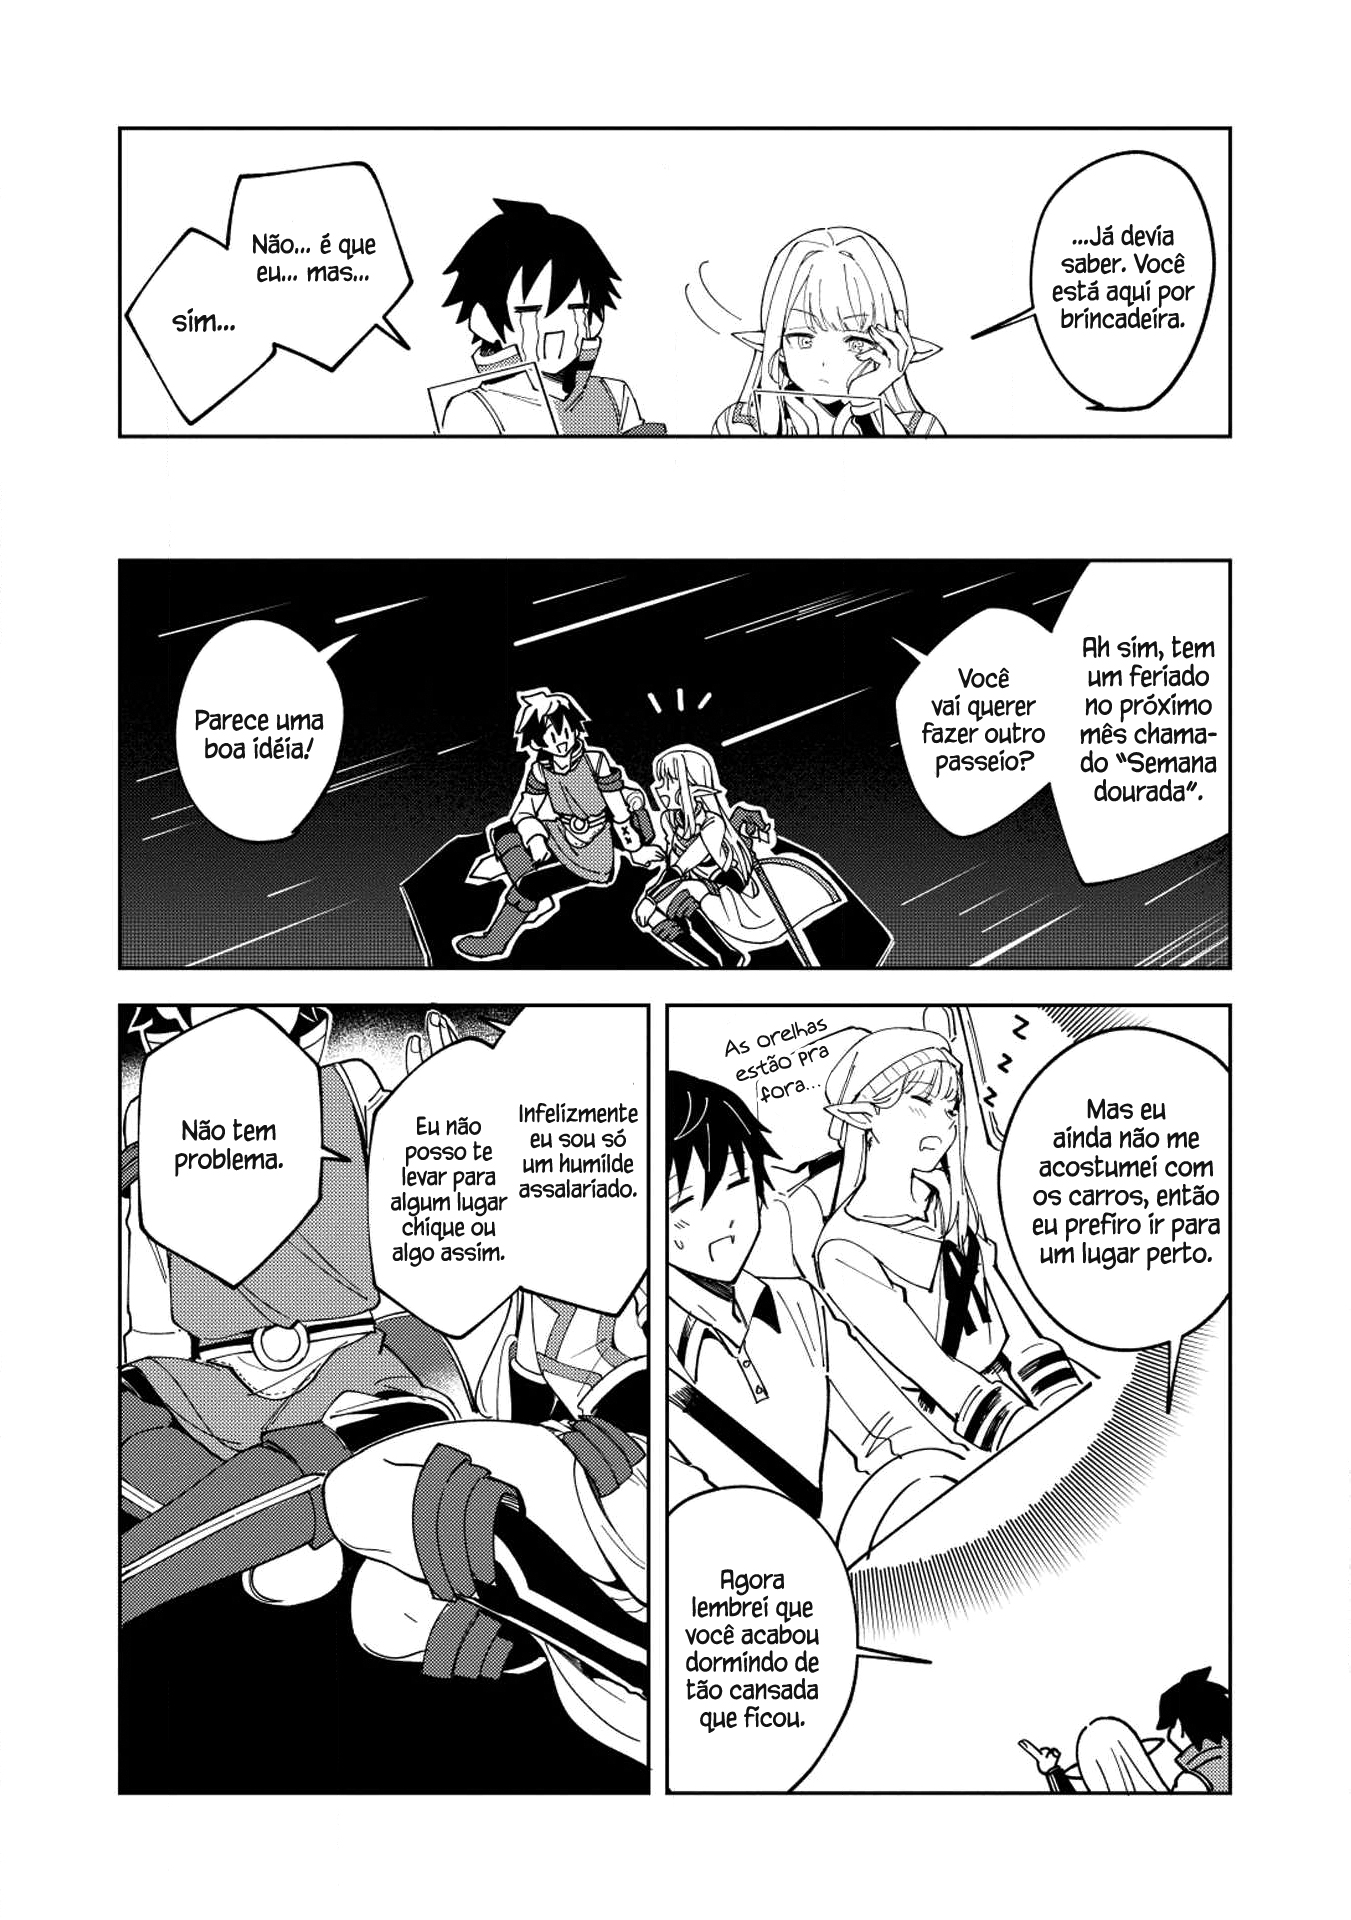 ...Já devia
saber. Você
está aqui por
brincadeira.
Não... é que
eu... mas...
sim...
Ah sim, tem
um feriado
no próximo
mês chama-
do "Semana
dourada".
Você
vai querer
fazer outro
passeio?
Parece uma
boa idéia!
Mas eu
ainda não me
acostumei com
os carros, então
eu prefiro ir para
um lugar perto.
As orelhas
estão pra
fora...
z
z
z
z
Agora
lembrei que
você acabou
dormindo de
tão cansada
que ficou.
Infelizmente
eu sou só
um humilde
assalariado.
Eu não
posso te
levar para
algum lugar
chique ou
algo assim.
Não tem
problema.